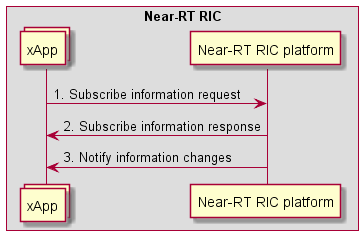 Near-RT RIC
xApp
Near-RT RIC platform
1. Subscribe information request
2. Subscribe information response
3. Notify information changes
xApp
Near-RT RIC platform